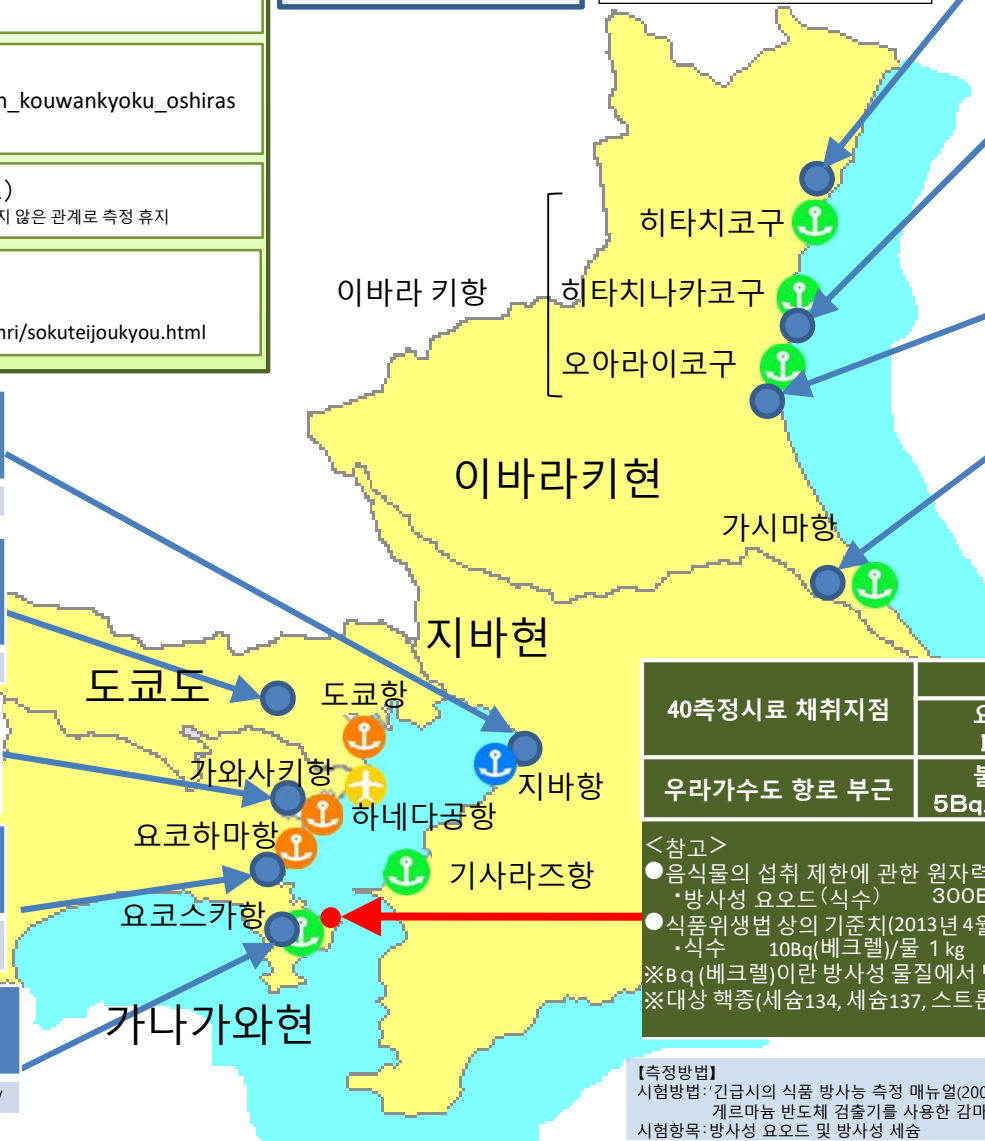 n_kouwankyoku_oshiras
지 않은 관계로 측정 휴지
nri/sokuteijoukyou.html
히타치코구
이바라 키항
히타치나카코구
오아라이코구
이바라키현
가시마항
지바현
도쿄도
도쿄항
가와사키항
하네다공항
지바항
요코하마항
기사라즈항
요코스카항
가나가와현
40측정시료 채취지점
우라가수도 항로 부근
5Bq
<참고>
●음식물의 섭취 제한에 관한 원자력
・방사성 요오드(식수) 300B
●식품위생법 상의 기준치(2013년 4월
・식수 10Bq(베크렐)/물 1 kg
※Bq(베크렐)이란 방사성 물질에서
※대상 핵종(세슘134, 세슘137, 스트론
【측정방법】
시험방법:‘긴급시의 식품 방사능 측정 매뉴얼(200
게르마늄 반도체 검출기를 사용한 감마
시험항목:방사성 요오드 및 방사성 세슘